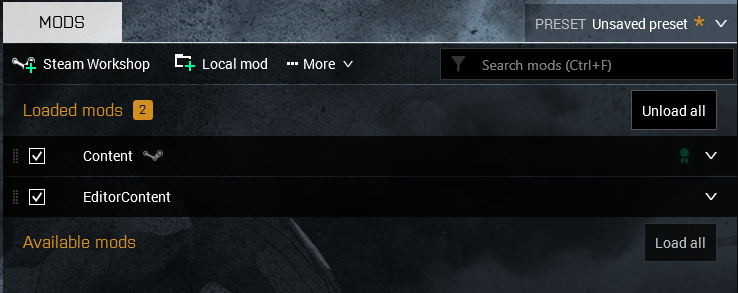 MODS
PRESET Unsaved preset *
Steam Workshop Local mod ··· More
Search mods (Ctrl+F)
Loaded mods 2 Unload all
Content
EditorContent
Available mods Load all